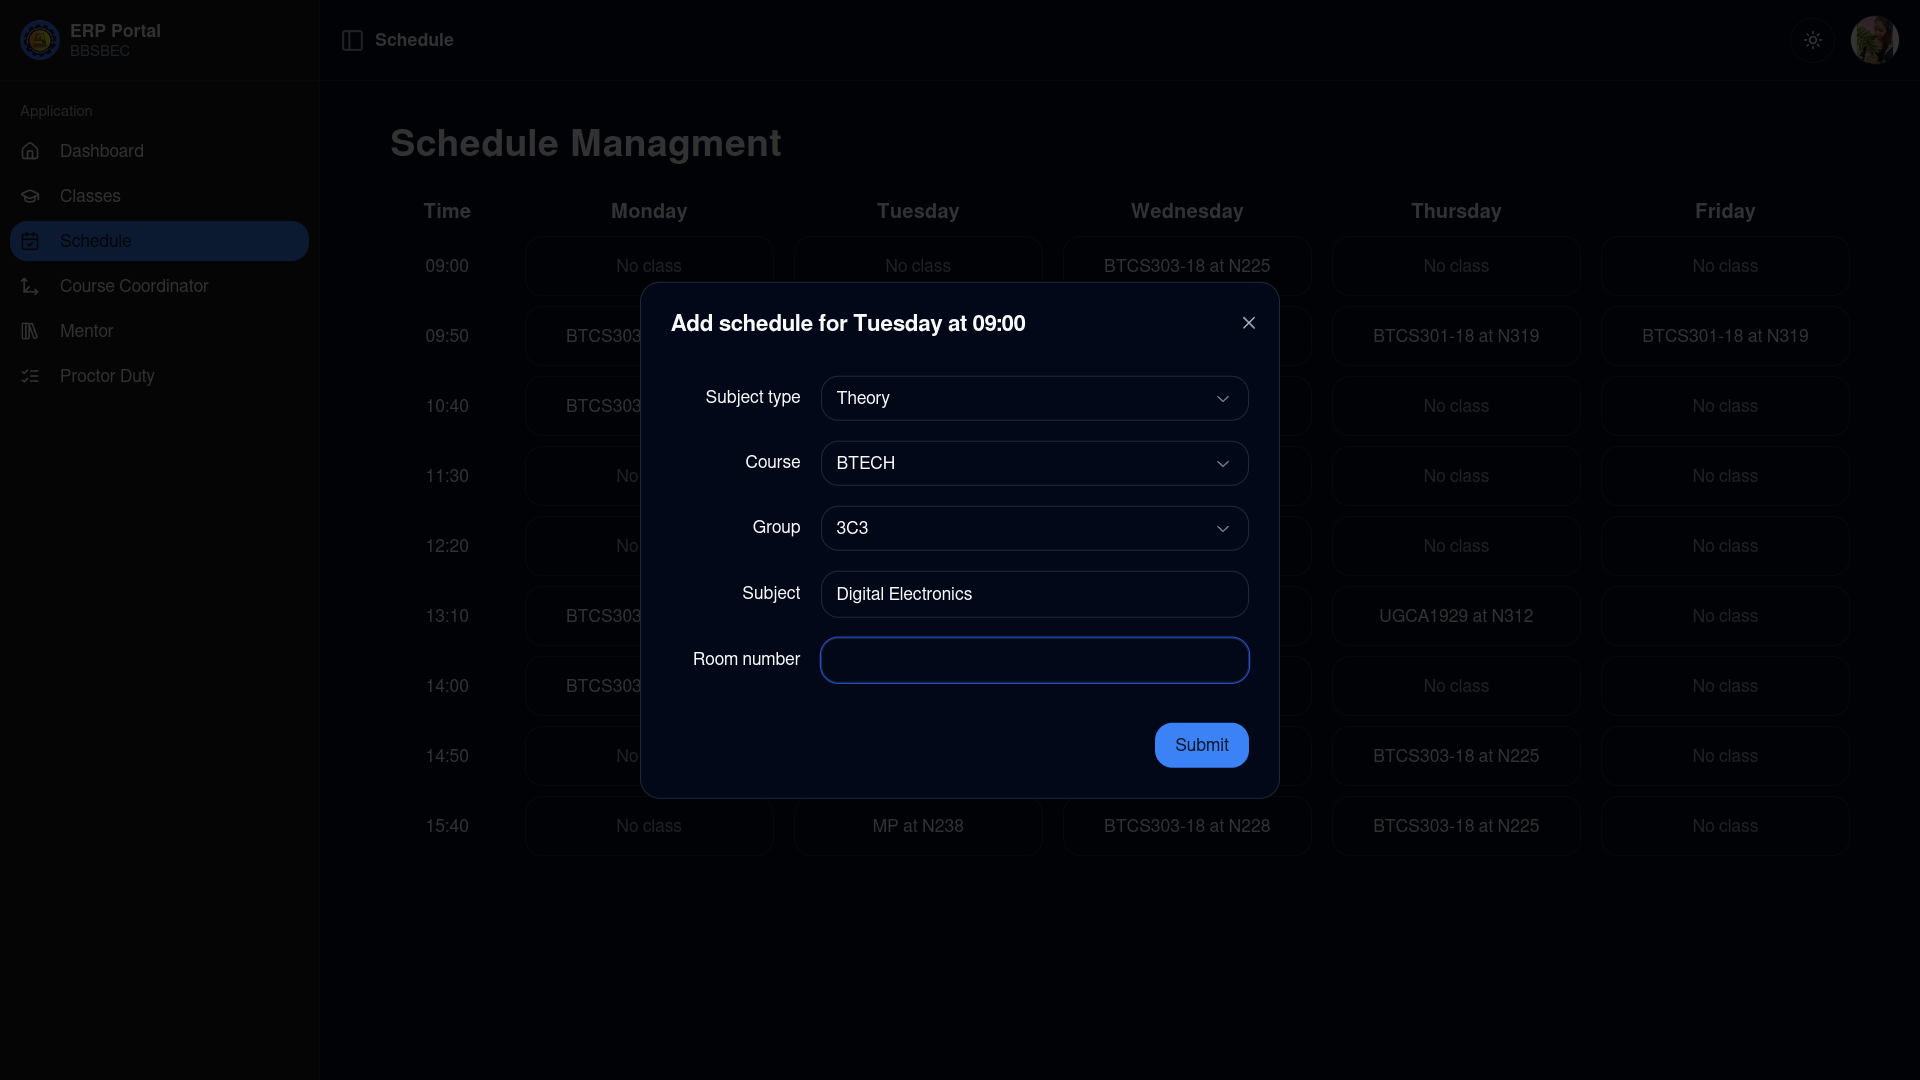 ERP Portal
BBSBEC
Schedule
Application
Dashboard
Classes
Schedule
Course Coordinator
Mentor
Proctor Duty
Schedule Managment
Time Monday Tuesday Wednesday Thursday Friday
09:00 No class No class BTCS303-18 at N225 No class No class
09:50 BTCS303 BTCS301-18 at N319 BTCS301-18 at N319
10:40 BTCS303 No class No class
11:30 No No class No class
12:20 No No class No class
13:10 BTCS303 UGCA1929 at N312 No class
14:00 BTCS303 No class No class
14:50 No BTCS303-18 at N225 No class
15:40 No class MP at N238 BTCS303-18 at N228 BTCS303-18 at N225 No class
Add schedule for Tuesday at 09:00
Subject type Theory
Course BTECH
Group 3C3
Subject Digital Electronics
Room number
Submit